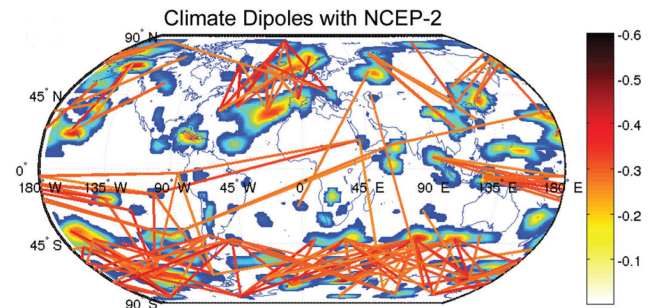 Climate Dipoles with NCEP-2
90° N
45° N
0°
180° W 135° W 90° W 45° W 0° 45° E 90° E 135° E 180° E
45° S
90° S
-0.6
-0.5
-0.4
-0.3
-0.2
-0.1